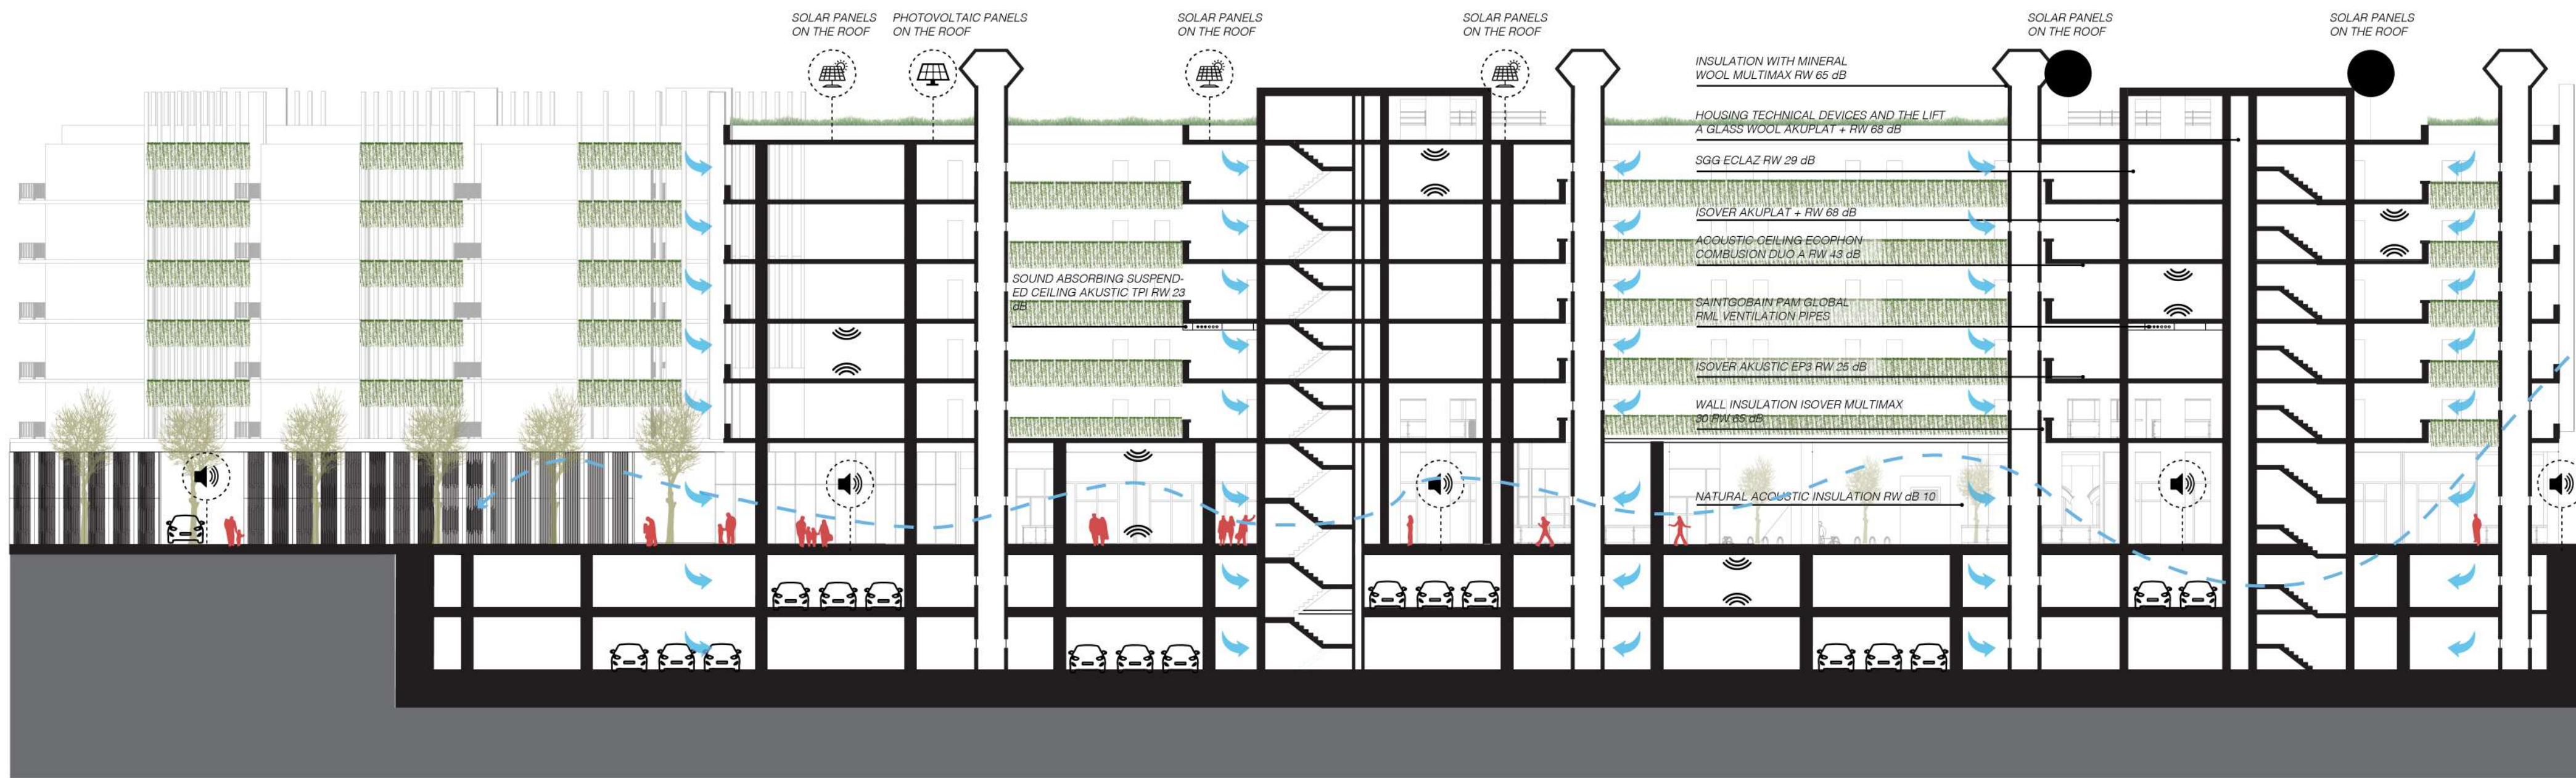 SOLAR PANELS
ON THE ROOF
PHOTOVOLTAIC PANELS
ON THE ROOF
SOLAR PANELS
ON THE ROOF
SOLAR PANELS
ON THE ROOF
SOLAR PANELS
ON THE ROOF
SOLAR PANELS
ON THE ROOF
INSULATION WITH MINERAL
WOOL MULTIMAX RW 65 dB
HOUSING TECHNICAL DEVICES AND THE LIFT
A GLASS WOOL AKUPLAT + RW 68 dB
SGG ECLAZ RW 29 dB
ISOVER AKUPLAT + RW 68 dB
ACOUSTIC CEILING ECOPHON
COMBUSION DUO A RW 43 dB
SOUND ABSORBING SUSPEND-
ED CEILING AKUSTIC TPI RW 23
dB
SAINTGOBAIN PAM GLOBAL
RML VENTILATION PIPES
ISOVER AKUSTIC EP3 RW 25 dB
WALL INSULATION ISOVER MULTIMAX
30 RW 65 dB
NATURAL ACOUSTIC INSULATION RW dB 10